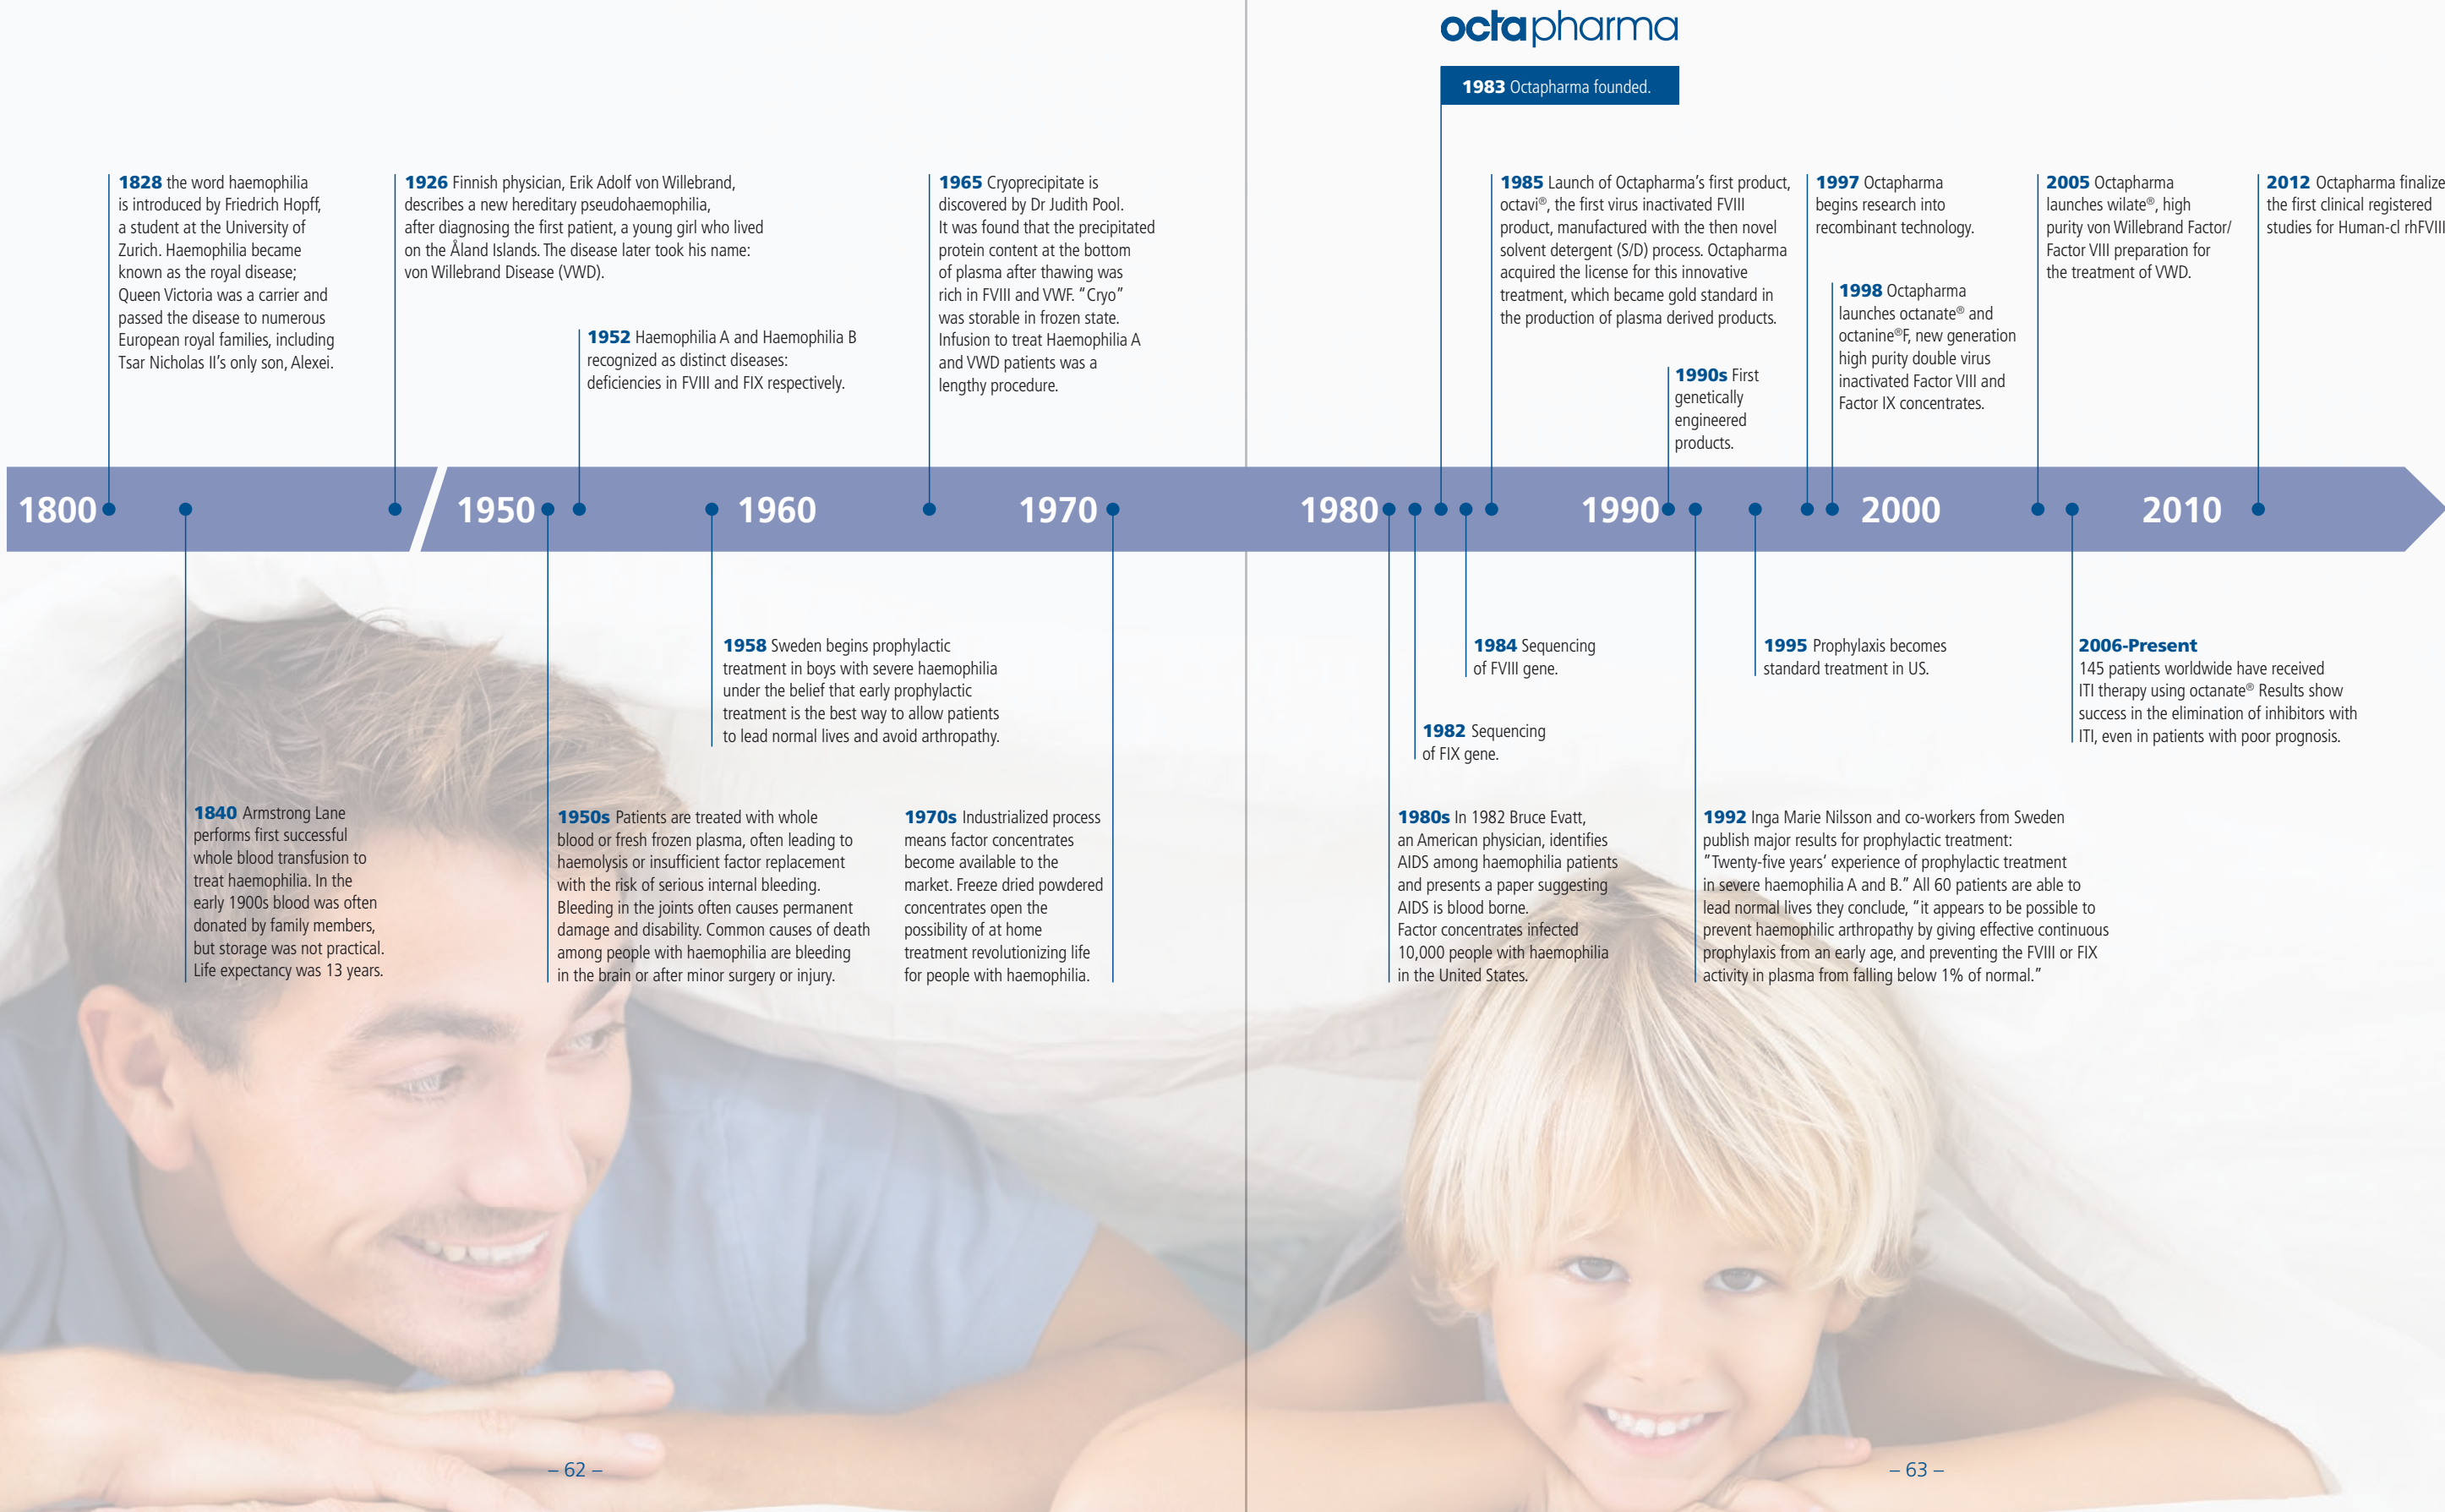 octapharma
1983 Octapharma founded.
1828 the word haemophilia
is introduced by Friedrich Hopff,
a student at the University of
Zurich. Haemophilia became
known as the royal disease;
Queen Victoria was a carrier and
passed the disease to numerous
European royal families, including
Tsar Nicholas II's only son, Alexei.
1926 Finnish physician, Erik Adolf von Willebrand,
describes a new hereditary pseudohaemophilia,
after diagnosing the first patient, a young girl who lived
on the Åland Islands. The disease later took his name:
von Willebrand Disease (VWD).
1952 Haemophilia A and Haemophilia B
recognized as distinct diseases:
deficiencies in FVIII and FIX respectively.
1965 Cryoprecipitate is
discovered by Dr Judith Pool.
It was found that the precipitated
protein content at the bottom
of plasma after thawing was
rich in FVIII and VWF. “Cryo”
was storable in frozen state.
Infusion to treat Haemophilia A
and VWD patients was a
lengthy procedure.
1985 Launch of Octapharma’s first product,
octavi®, the first virus inactivated FVIII
product, manufactured with the then novel
solvent detergent (S/D) process. Octapharma
acquired the license for this innovative
treatment, which became gold standard in
the production of plasma derived products.
1990s First
genetically
engineered
products.
1997 Octapharma
begins research into
recombinant technology.
1998 Octapharma
launches octanate® and
octanine®F, new generation
high purity double virus
inactivated Factor VIII and
Factor IX concentrates.
2005 Octapharma
launches wilate®, high
purity von Willebrand Factor/
Factor VIII preparation for
the treatment of VWD.
2012 Octapharma finalize
the first clinical registered
studies for Human-cl rhFVIII
1800 1950 1960 1970 1980 1990 2000 2010
1840 Armstrong Lane
performs first successful
whole blood transfusion to
treat haemophilia. In the
early 1900s blood was often
donated by family members,
but storage was not practical.
Life expectancy was 13 years.
1950s Patients are treated with whole
blood or fresh frozen plasma, often leading to
haemolysis or insufficient factor replacement
with the risk of serious internal bleeding.
Bleeding in the joints often causes permanent
damage and disability. Common causes of death
among people with haemophilia are bleeding
in the brain or after minor surgery or injury.
1958 Sweden begins prophylactic
treatment in boys with severe haemophilia
under the belief that early prophylactic
treatment is the best way to allow patients
to lead normal lives and avoid arthropathy.
1970s Industrialized process
means factor concentrates
become available to the
market. Freeze dried powdered
concentrates open the
possibility of at home
treatment revolutionizing life
for people with haemophilia.
1980s In 1982 Bruce Evatt,
an American physician, identifies
AIDS among haemophilia patients
and presents a paper suggesting
AIDS is blood borne.
Factor concentrates infected
10,000 people with haemophilia
in the United States.
1982 Sequencing
of FIX gene.
1984 Sequencing
of FVIII gene.
1992 Inga Marie Nilsson and co-workers from Sweden
publish major results for prophylactic treatment:
”Twenty-five years’ experience of prophylactic treatment
in severe haemophilia A and B.” All 60 patients are able to
lead normal lives they conclude, “it appears to be possible to
prevent haemophilic arthropathy by giving effective continuous
prophylaxis from an early age, and preventing the FVIII or FIX
activity in plasma from falling below 1% of normal.”
1995 Prophylaxis becomes
standard treatment in US.
2006-Present
145 patients worldwide have received
ITI therapy using octanate® Results show
success in the elimination of inhibitors with
ITI, even in patients with poor prognosis.
– 62 –
– 63 –